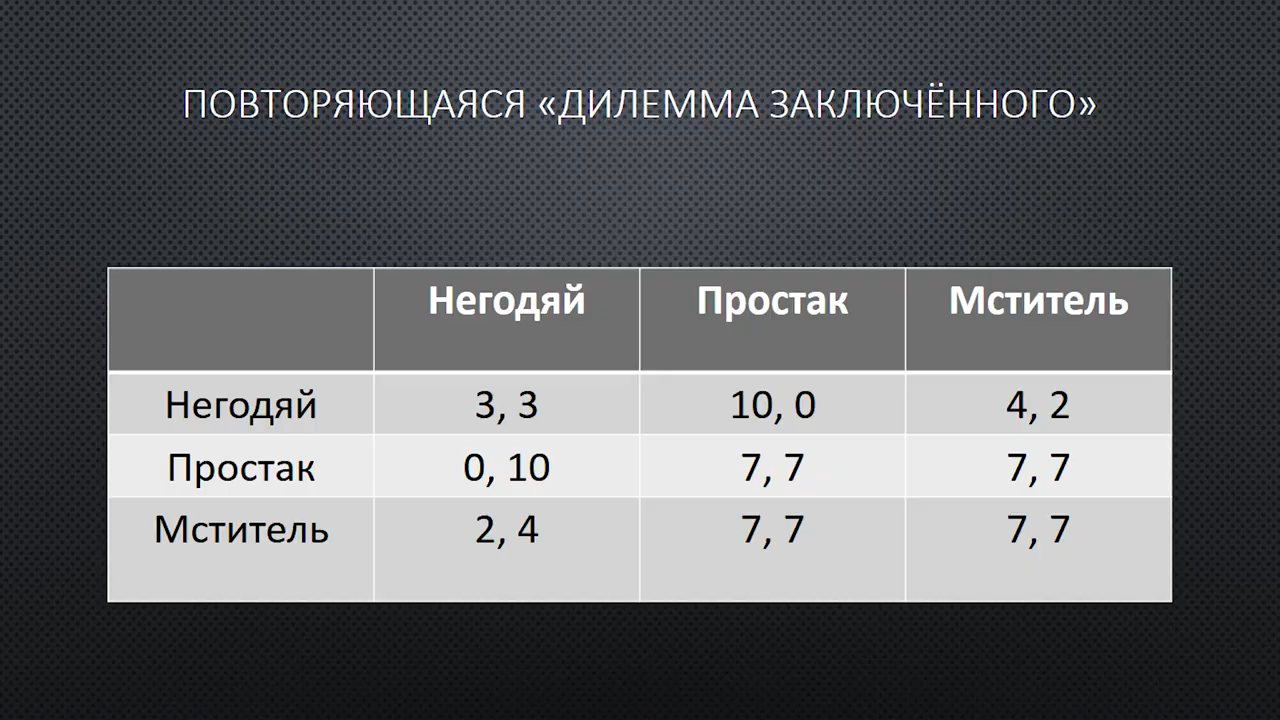 ПОВТОРЯЮЩАЯСЯ «ДИЛЕММА ЗАКЛЮЧЁННОГО»
Негодяй Простак Мститель
Негодяй 3, 3 10, 0 4, 2
Простак 0, 10 7, 7 7, 7
Мститель 2, 4 7, 7 7, 7